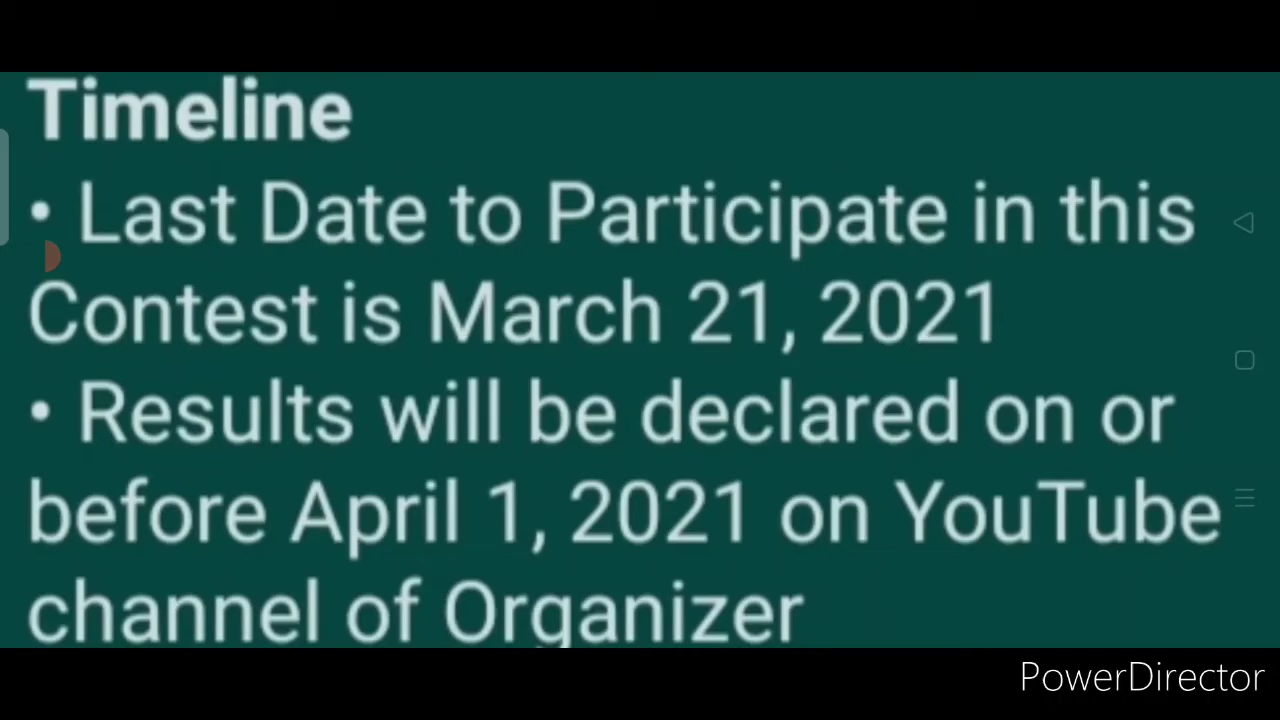 Timeline
• Last Date to Participate in this
Contest is March 21, 2021
• Results will be declared on or
before April 1, 2021 on YouTube
channel of Organizer
PowerDirector